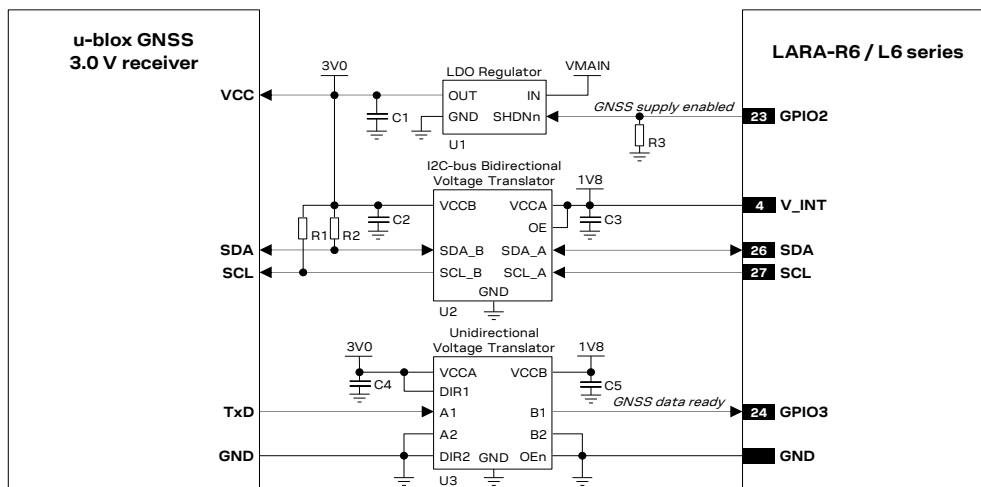 u-blox GNSS
3.0 V receiver
LARA-R6 / L6 series
3V0
LDO Regulator
VMAIN
VCC
OUT
IN
GNSS supply enabled
C1
GND
SHDNn
23
GPIO2
U1
R3
I2C-bus Bidirectional
Voltage Translator
1V8
VCCB
VCCA
4
V_INT
C2
C3
OE
R1
R2
SDA
SDA_B
SDA_A
26
SDA
SCL
SCL_B
SCL_A
27
SCL
GND
U2
Unidirectional
Voltage Translator
3V0
1V8
VCCA
VCCB
C4
C5
DIR1
GNSS data ready
TxD
A1
B1
24
GPIO3
A2
B2
GND
DIR2
GND
OEn
GND
U3